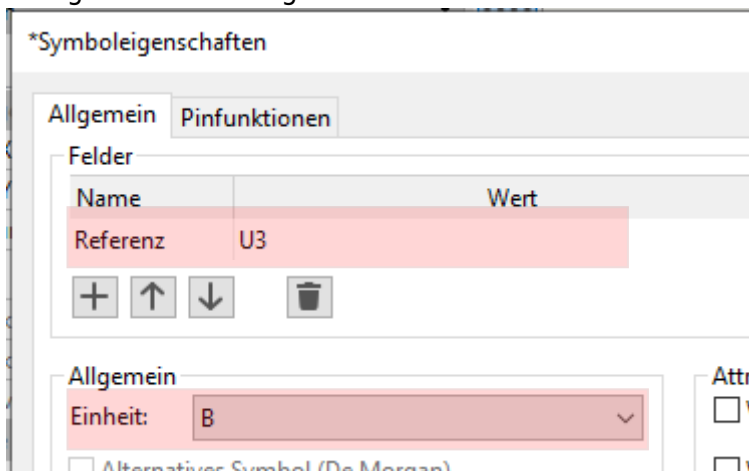 *Symboleigenschaften
Allgemein Pinfunktionen
Felder
Name Wert
Referenz U3
Allgemein
Einheit: B
Alternatives Symbol (De Morgan)